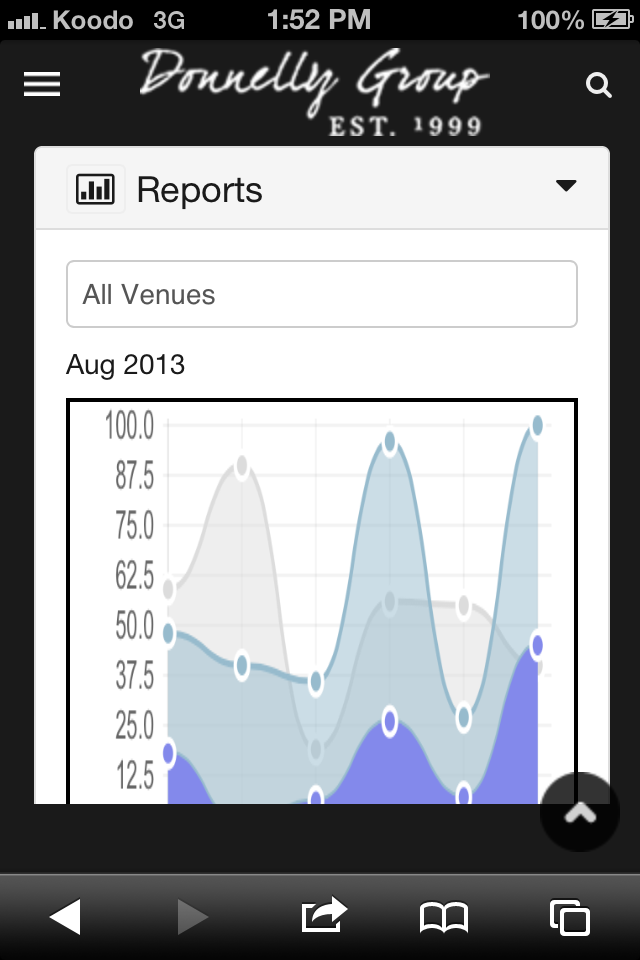 Koodo 3G 1:52 PM 100%
Donnelly Group
EST. 1999
Reports
All Venues
Aug 2013
100.0
87.5
75.0
62.5
50.0
37.5
25.0
12.5